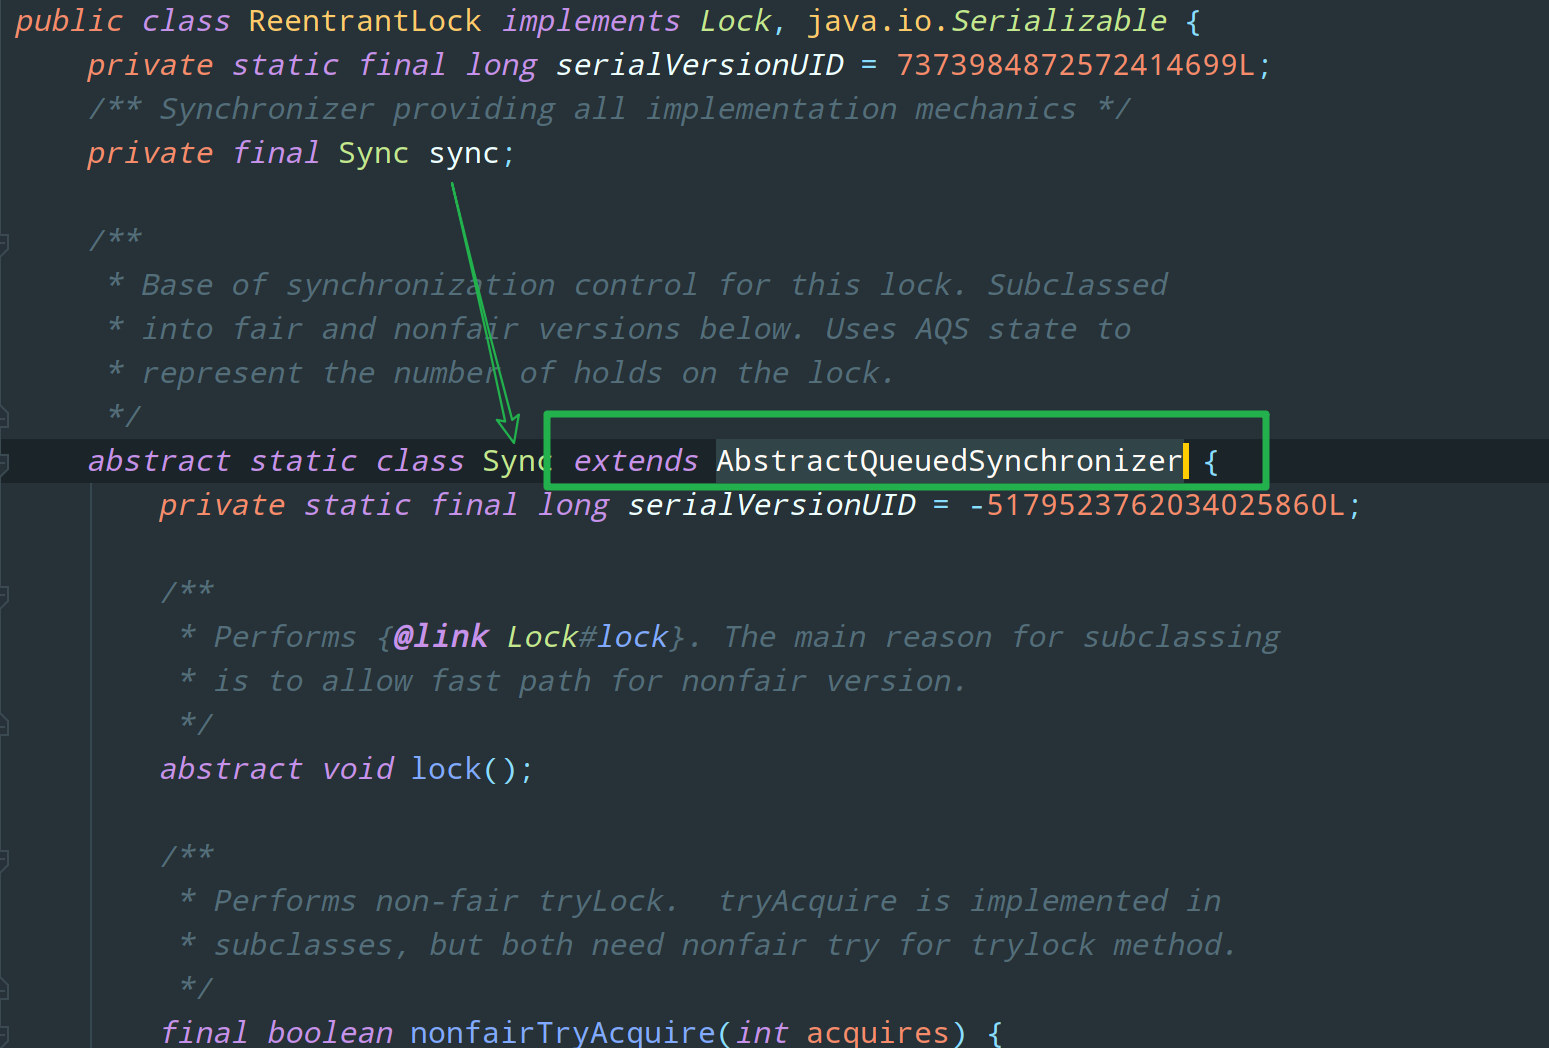 public class ReentrantLock implements Lock, java.io.Serializable {
private static final long serialVersionUID = 7373984872572414699L;
/** Synchronizer providing all implementation mechanics */
private final Sync sync;
/**
* Base of synchronization control for this lock. Subclassed
* into fair and nonfair versions below. Uses AQS state to
* represent the number of holds on the lock.
*/
abstract static class Sync extends AbstractQueuedSynchronizer {
private static final long serialVersionUID = -5179523762034025860L;
/**
* Performs {@link Lock#lock}. The main reason for subclassing
* is to allow fast path for nonfair version.
*/
abstract void lock();
/**
* Performs non-fair tryLock.  tryAcquire is implemented in
* subclasses, but both need nonfair try for trylock method.
*/
final boolean nonfairTryAcquire(int acquires) {